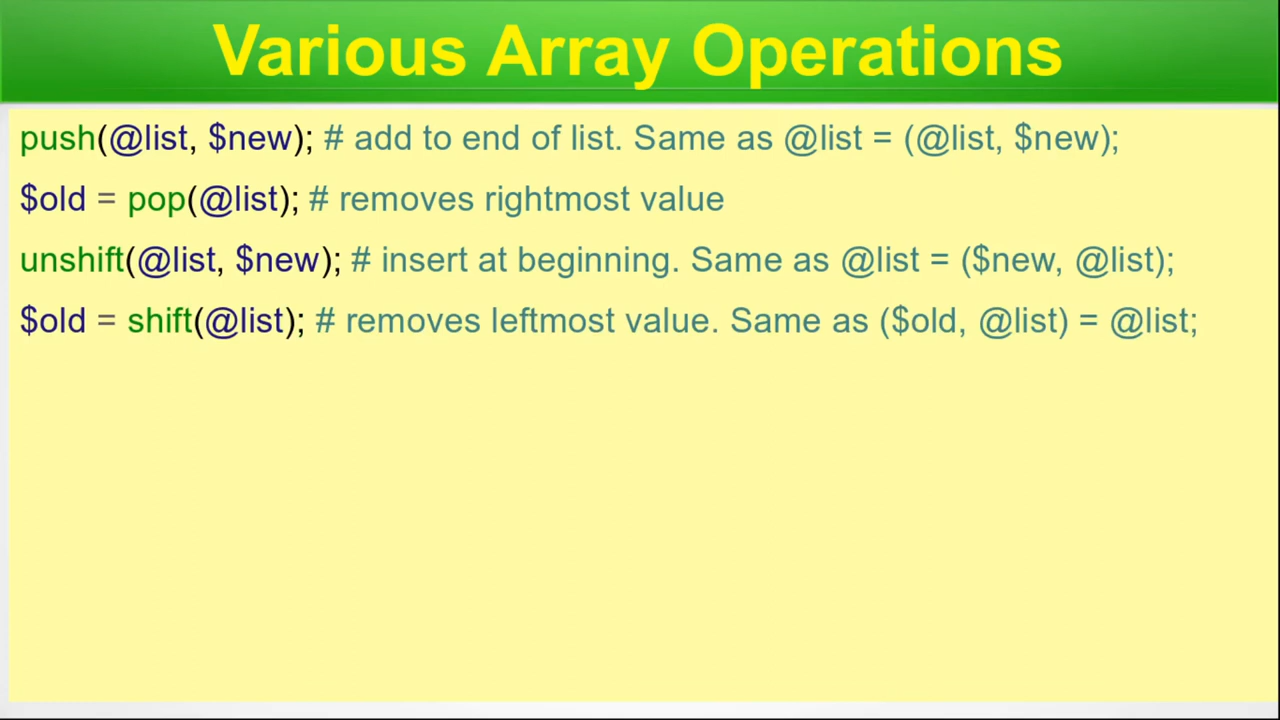 Various Array Operations
push(@list, $new); # add to end of list. Same as @list = (@list, $new);
$old = pop(@list); # removes rightmost value
unshift(@list, $new); # insert at beginning. Same as @list = ($new, @list);
$old = shift(@list); # removes leftmost value. Same as ($old, @list) = @list;